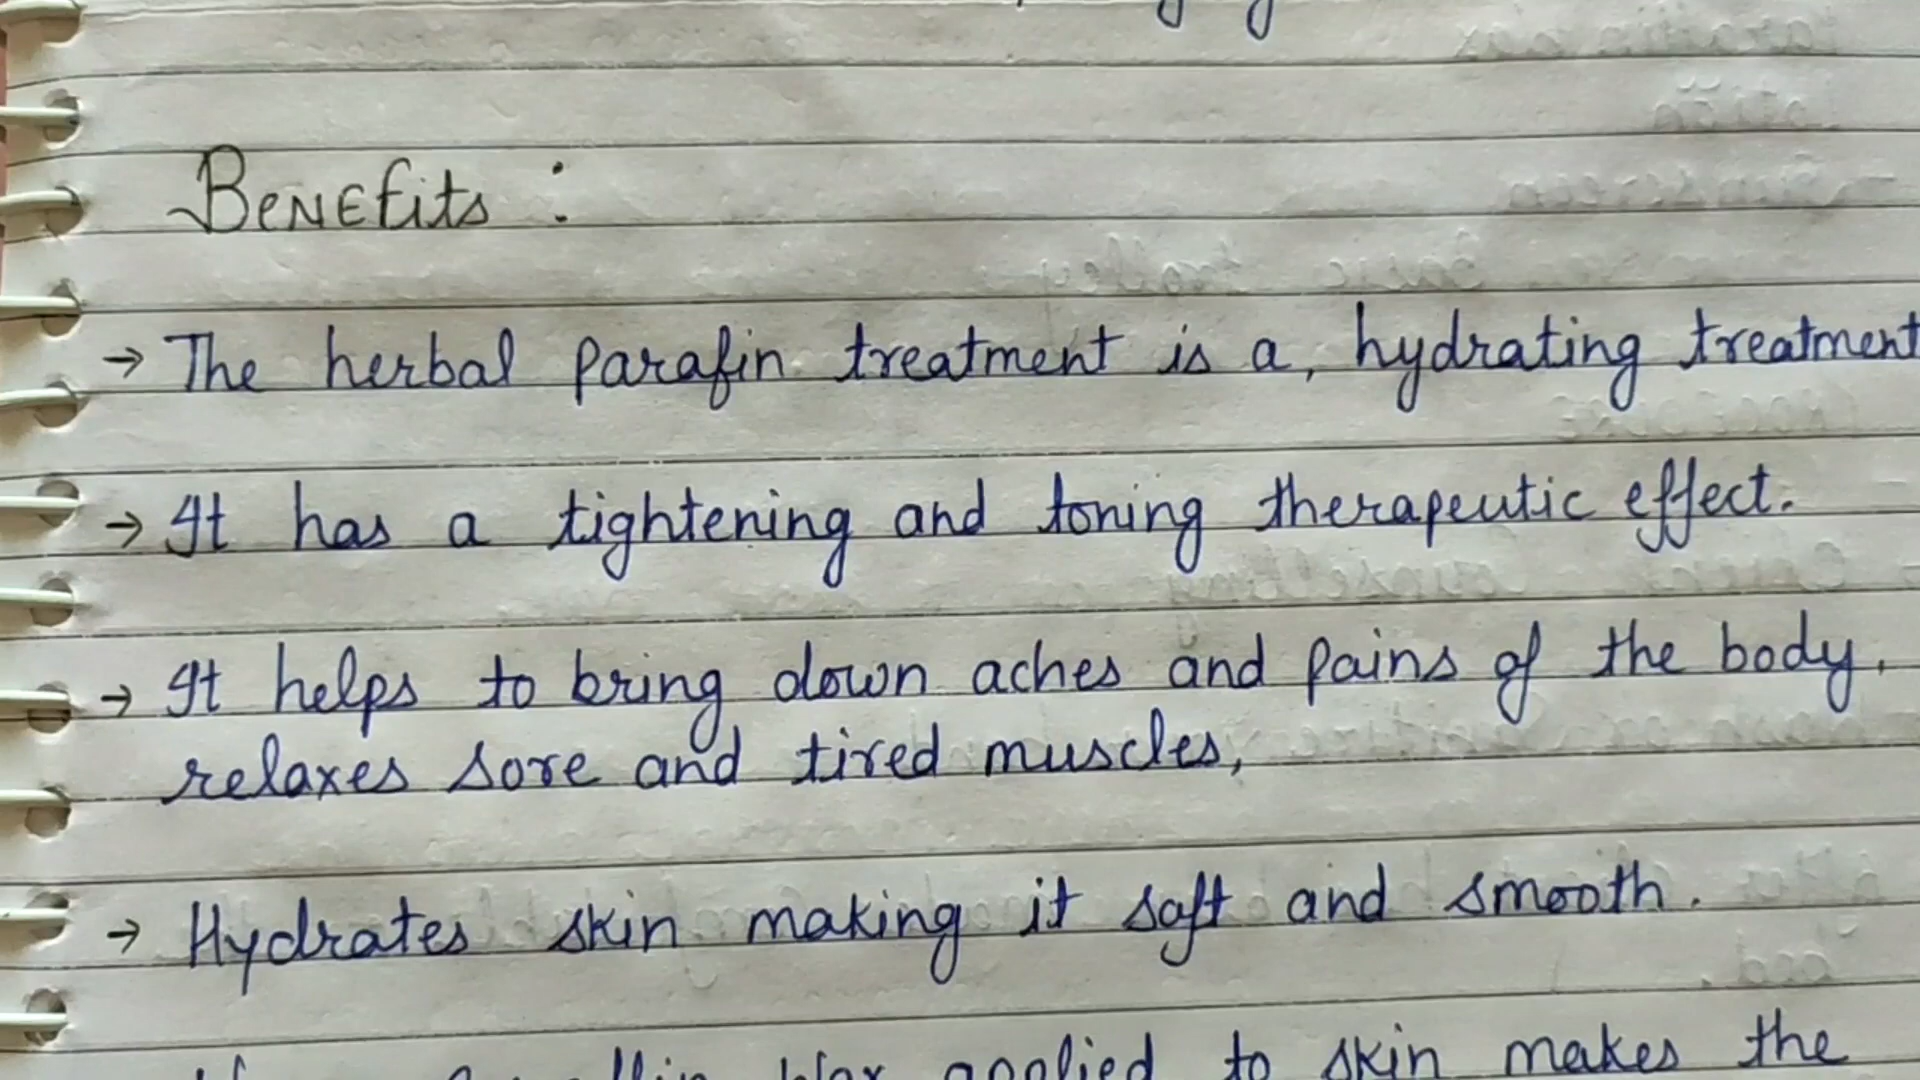 Benefits :
→ The herbal parafin treatment is a, hydrating treatment
→ It has a tightening and toning therapeutic effect.
→ It helps to bring down aches and pains of the body,
relaxes sore and tired muscles,
→ Hydrates skin making it soft and smooth.
applied to skin makes the